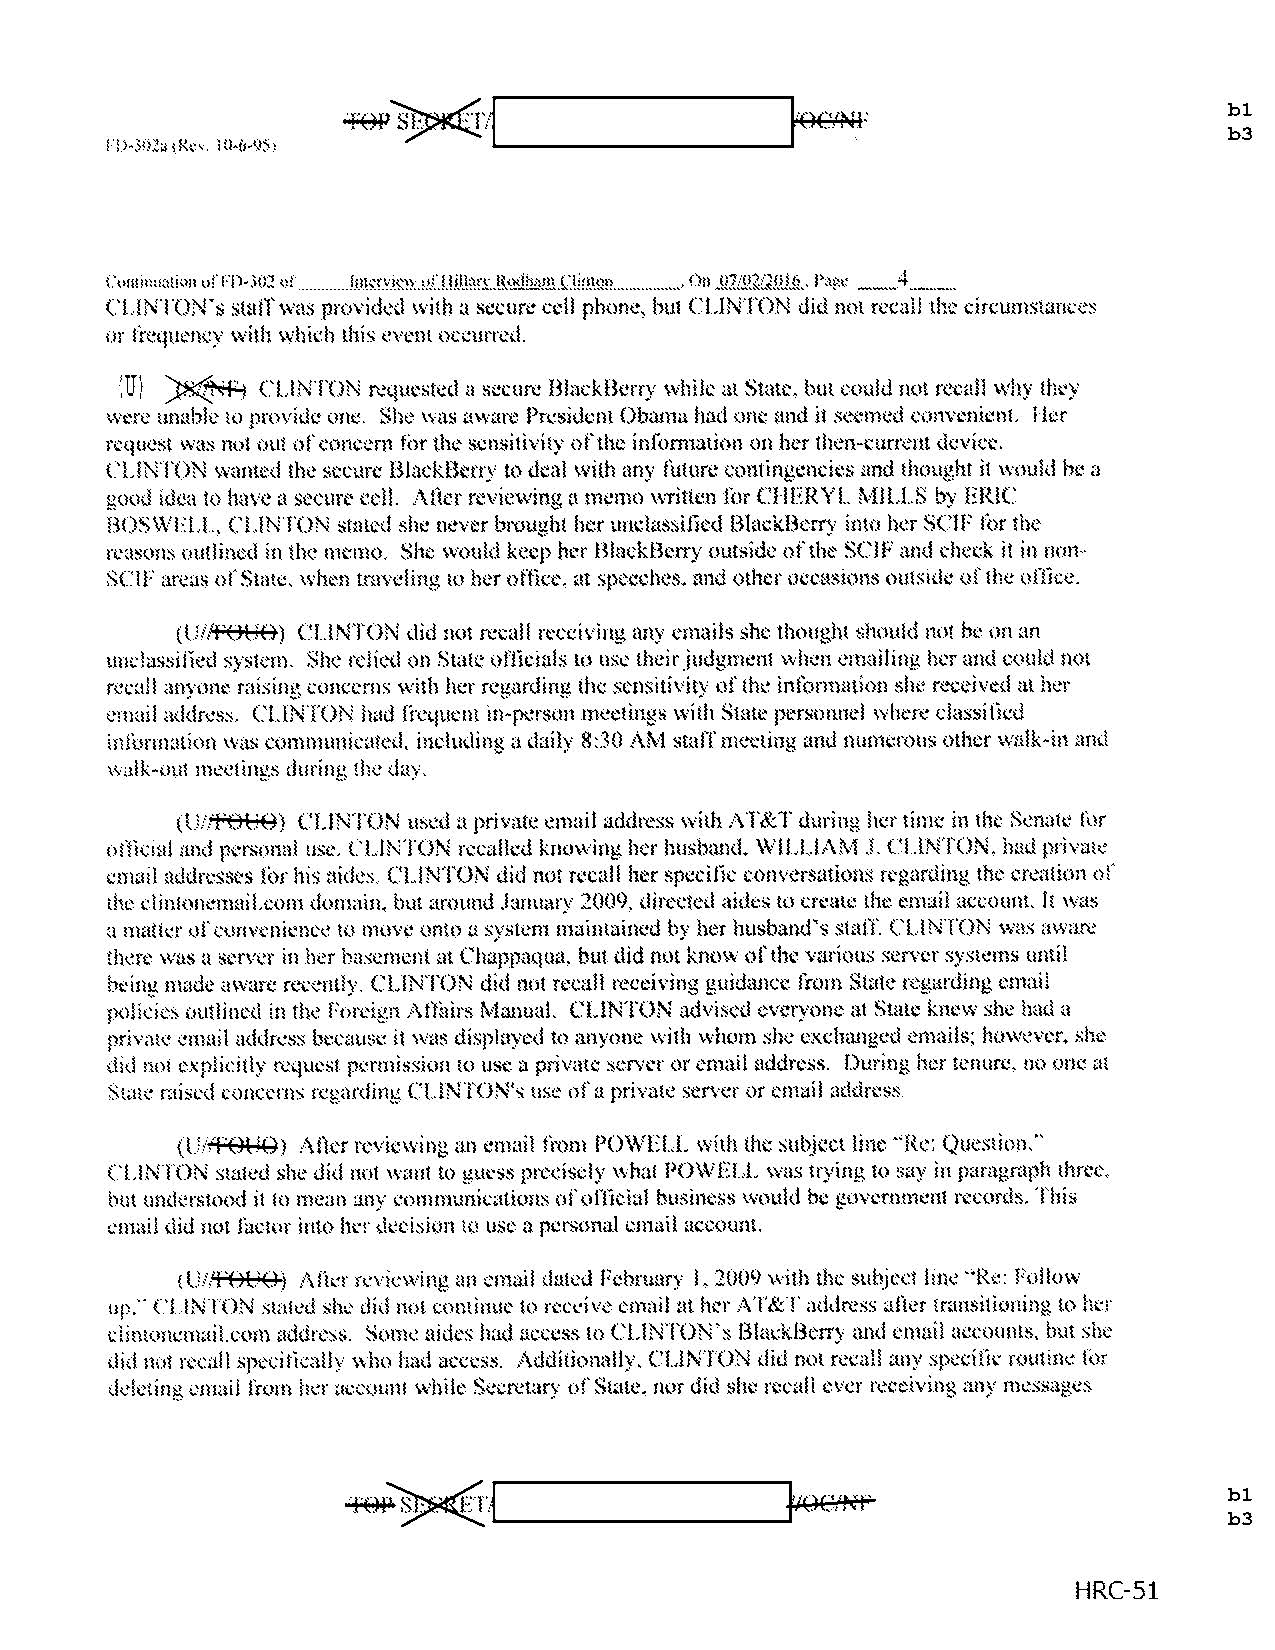 TOP SECRET/ /OC/NF
b1
b3
FD-302a (Rev. 10-6-95)
Continuation of FD-302 of Interview of Hillary Rodham Clinton , On 07/02/2016 , Page 4
CLINTON's staff was provided with a secure cell phone, but CLINTON did not recall the circumstances
or frequency with which this event occurred.
(U) (S//NF) CLINTON requested a secure BlackBerry while at State, but could not recall why they
were unable to provide one. She was aware President Obama had one and it seemed convenient. Her
request was not out of concern for the sensitivity of the information on her then-current device.
CLINTON wanted the secure BlackBerry to deal with any future contingencies and thought it would be a
good idea to have a secure cell. After reviewing a memo written for CHERYL MILLS by ERIC
BOSWELL, CLINTON stated she never brought her unclassified BlackBerry into her SCIF for the
reasons outlined in the memo. She would keep her BlackBerry outside of the SCIF and check it in non-
SCIF areas of State, when traveling to her office, at speeches, and other occasions outside of the office.
(U//FOUO) CLINTON did not recall receiving any emails she thought should not be on an
unclassified system. She relied on State officials to use their judgment when emailing her and could not
recall anyone raising concerns with her regarding the sensitivity of the information she received at her
email address. CLINTON had frequent in-person meetings with State personnel where classified
information was communicated, including a daily 8:30 AM staff meeting and numerous other walk-in and
walk-out meetings during the day.
(U//FOUO) CLINTON used a private email address with AT&T during her time in the Senate for
official and personal use. CLINTON recalled knowing her husband, WILLIAM J. CLINTON, had private
email addresses for his aides. CLINTON did not recall her specific conversations regarding the creation of
the clintonemail.com domain, but around January 2009, directed aides to create the email account. It was
a matter of convenience to move onto a system maintained by her husband's staff. CLINTON was aware
there was a server in her basement at Chappaqua, but did not know of the various server systems until
being made aware recently. CLINTON did not recall receiving guidance from State regarding email
policies outlined in the Foreign Affairs Manual. CLINTON advised everyone at State knew she had a
private email address because it was displayed to anyone with whom she exchanged emails; however, she
did not explicitly request permission to use a private server or email address. During her tenure, no one at
State raised concerns regarding CLINTON's use of a private server or email address.
(U//FOUO) After reviewing an email from POWELL with the subject line "Re: Question,"
CLINTON stated she did not want to guess precisely what POWELL was trying to say in paragraph three,
but understood it to mean any communications of official business would be government records. This
email did not factor into her decision to use a personal email account.
(U//FOUO) After reviewing an email dated February 1, 2009 with the subject line "Re: Follow
up," CLINTON stated she did not continue to receive email at her AT&T address after transitioning to her
clintonemail.com address. Some aides had access to CLINTON's BlackBerry and email accounts, but she
did not recall specifically who had access. Additionally, CLINTON did not recall any specific routine for
deleting email from her account while Secretary of State, nor did she recall ever receiving any messages
TOP SECRET/ /OC/NF
b1
b3
HRC-51